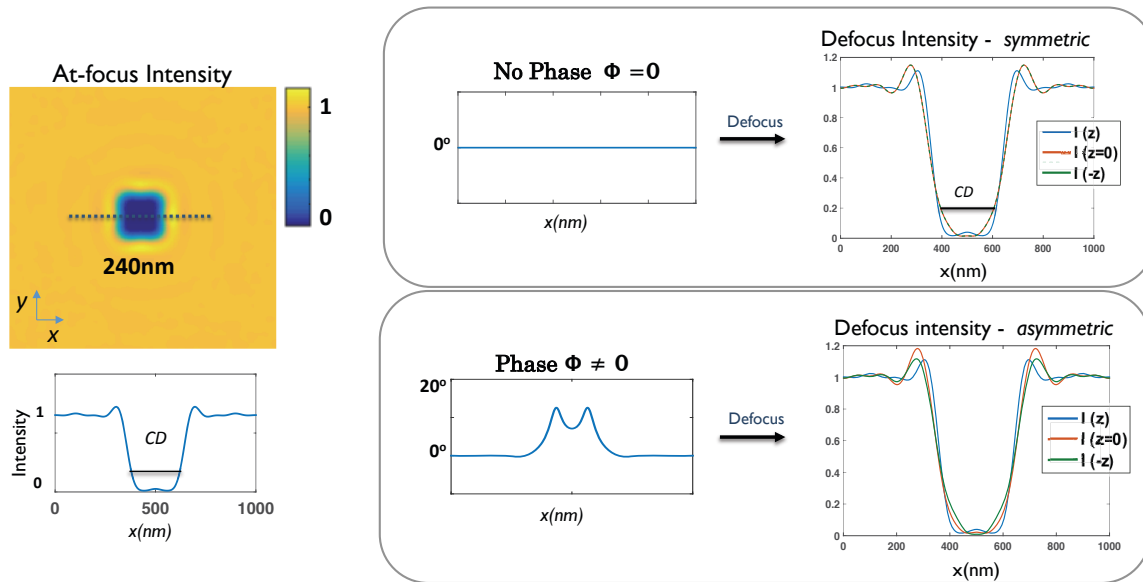 At-focus Intensity
1
0
240nm
y
x
Intensity
1
0
CD
0
500
1000
x(nm)
No Phase Φ =0
0º
x(nm)
Defocus
Defocus Intensity - symmetric
1.2
1
0.8
0.6
0.4
0.2
0
CD
I (z)
I (z=0)
I (-z)
0
200
400
600
800
1000
x(nm)
Phase Φ ≠ 0
20º
0º
x(nm)
Defocus
Defocus intensity - asymmetric
1.2
1
0.8
0.6
0.4
0.2
0
I (z)
I (z=0)
I (-z)
0
200
400
600
800
1000
x(nm)